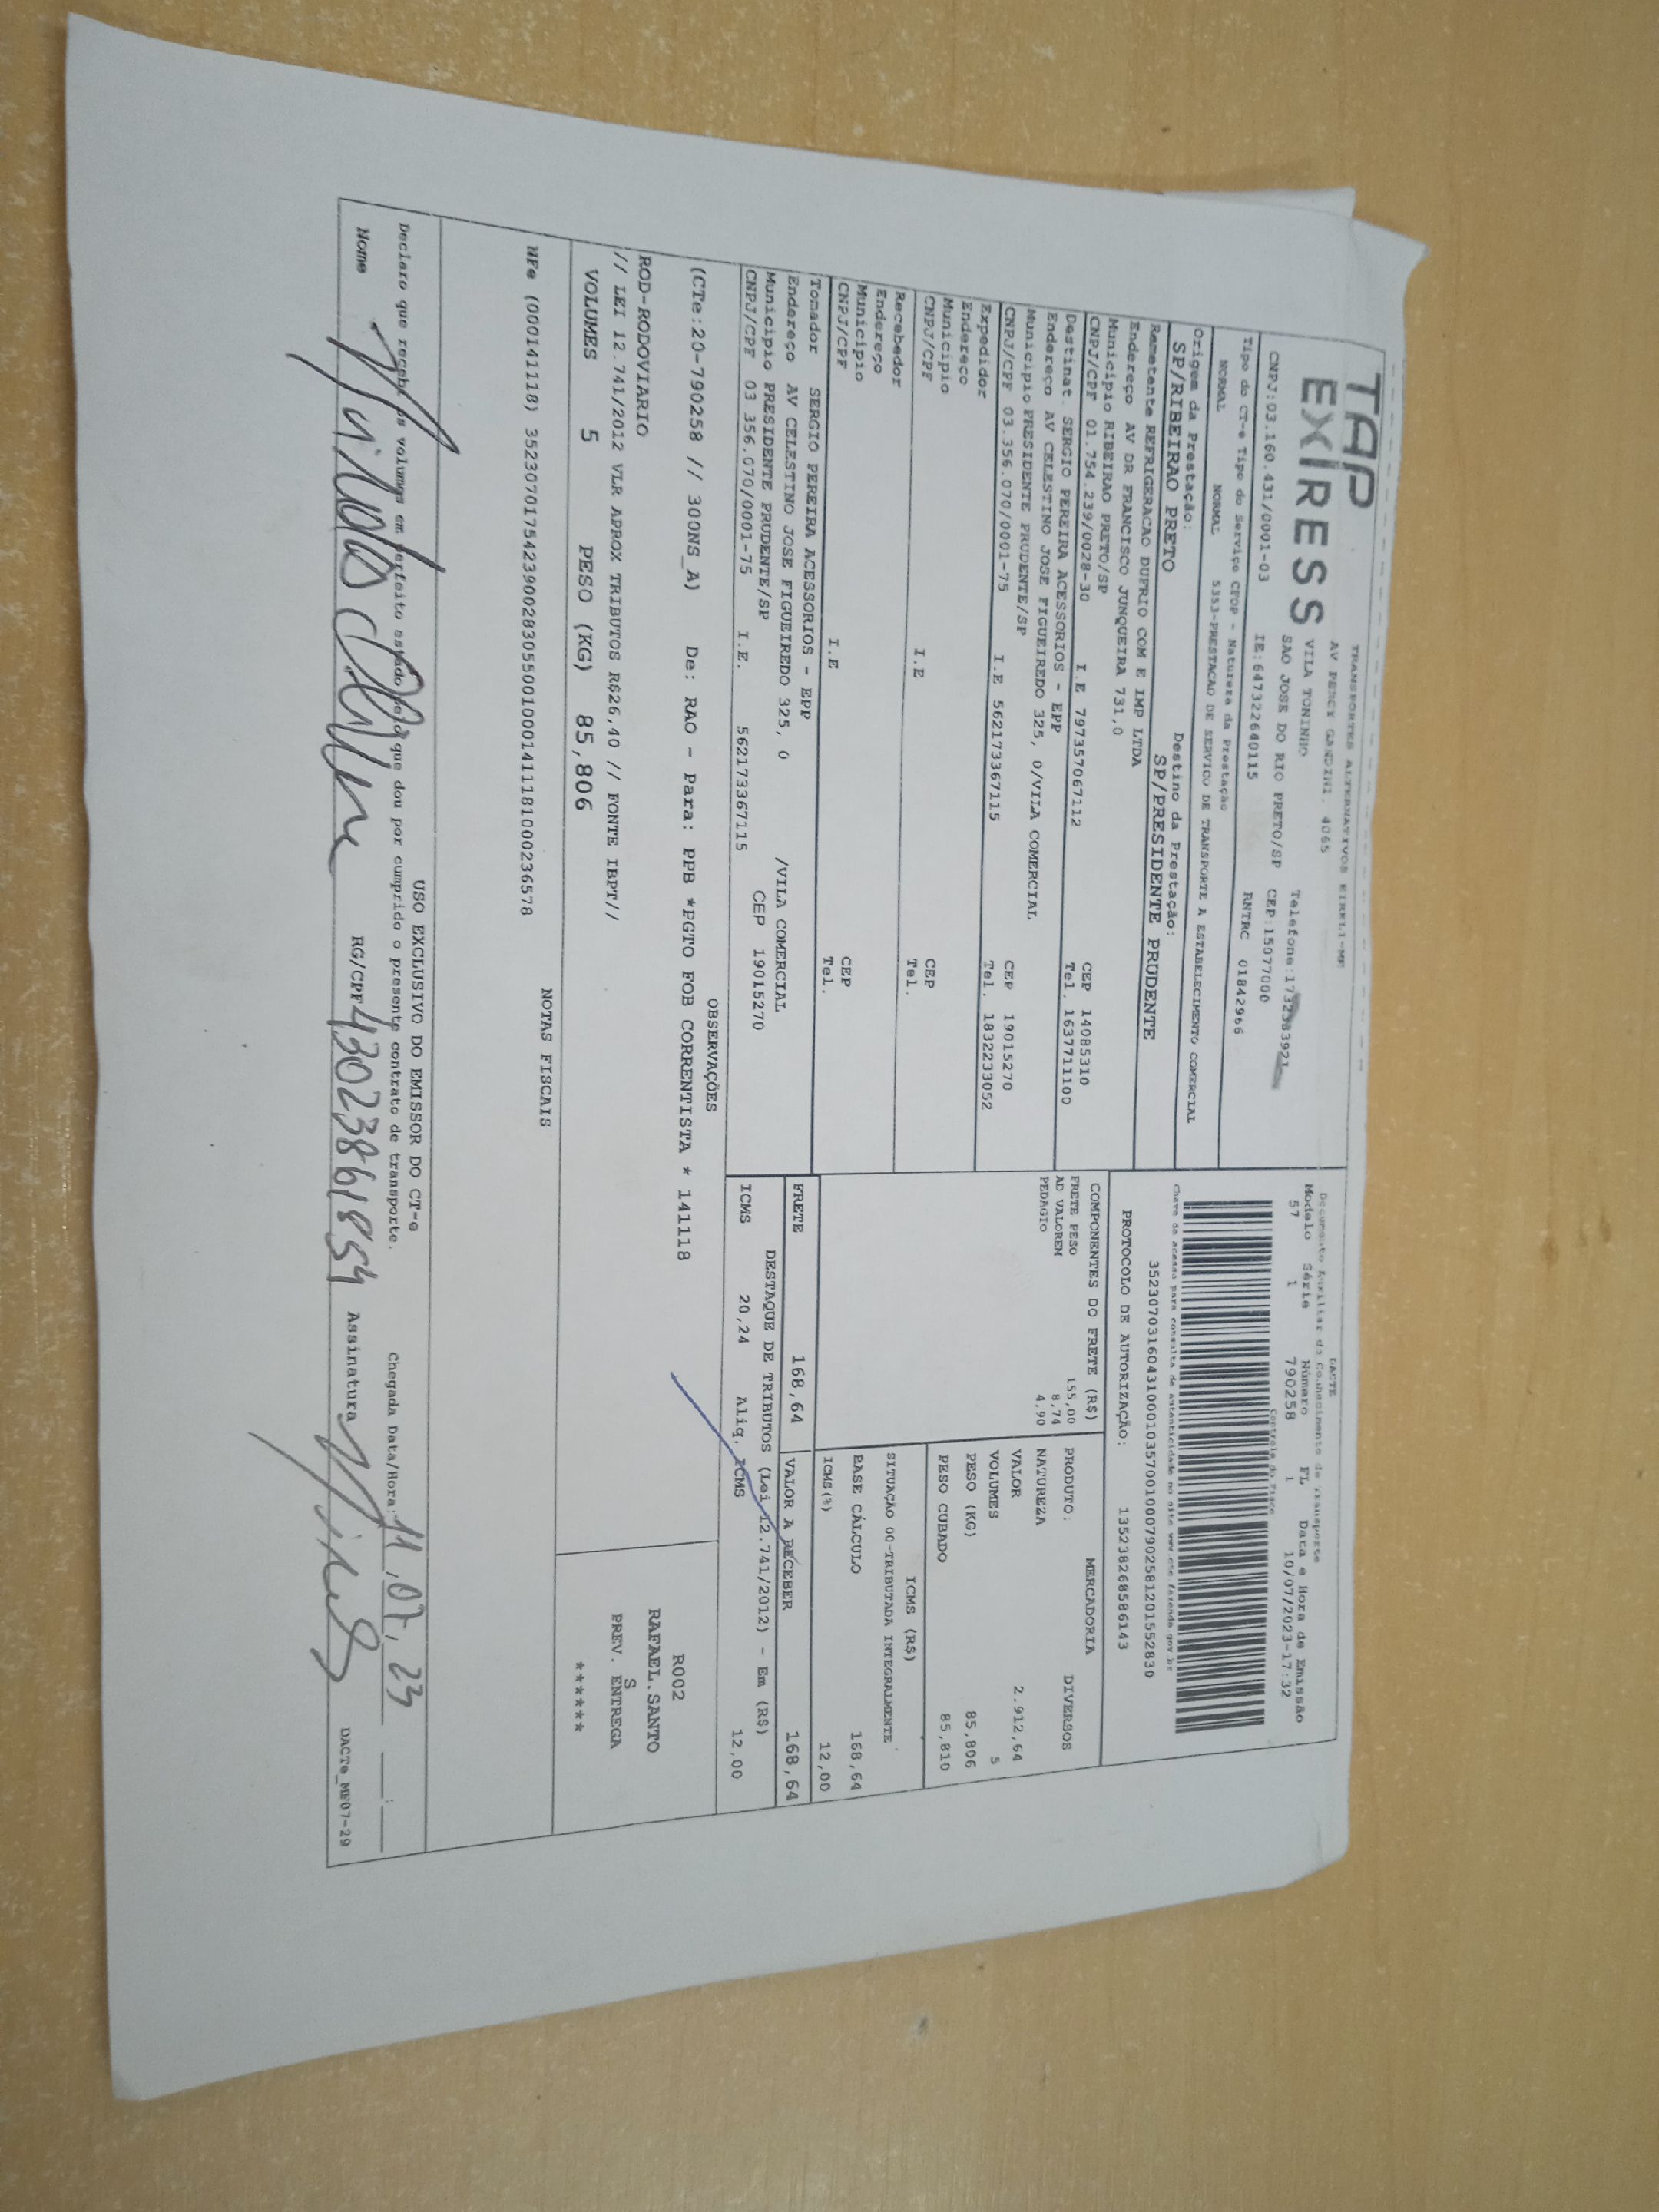 TAP
EXPRESS
TRANSPORTES ALTERNATIVOS EIRELI-ME
AV PERCY GANDINI, 4065
VILA TONINHO
SAO JOSE DO RIO PRETO/SP
CEP:15077000
CNPJ:03.160.431/0001-03
IE:647322640115
RNTRC 01842966
Tipo do CT-e Tipo do Serviço CFOP - Natureza da Prestação
NORMAL NORMAL 5353-PRESTACAO DE SERVICO DE TRANSPORTE A ESTABELECIMENTO COMERCIAL
Origem da Prestação: Destino da Prestação:
SP/RIBEIRAO PRETO SP/PRESIDENTE PRUDENTE
Remetente REFRIGERACAO DUFRIO COM E IMP LTDA
Endereço AV DR FRANCISCO JUNQUEIRA 731,0
Municipio RIBEIRAO PRETO/SP CEP 14085310
CNPJ/CPF 01.754.239/0028-30 I.E 797357067112 Tel. 1637711100
Destinat. SERGIO PEREIRA ACESSORIOS - EPP
Endereço AV CELESTINO JOSE FIGUEIREDO 325, 0/VILA COMERCIAL
Municipio PRESIDENTE PRUDENTE/SP CEP 19015270
CNPJ/CPF 03.356.070/0001-75 I.E 562173367115 Tel. 1832233052
Expedidor
Endereço
Municipio CEP
CNPJ/CPF I.E Tel.
Recebedor
Endereço
Municipio CEP
CNPJ/CPF I.E Tel.
Tomador SERGIO PEREIRA ACESSORIOS - EPP
Endereço AV CELESTINO JOSE FIGUEIREDO 325, 0 /VILA COMERCIAL
Municipio PRESIDENTE PRUDENTE/SP CEP 19015270
CNPJ/CPF 03 356.070/0001-75 I.E. 562173367115
DACTE
Documento Auxiliar do Conhecimento de Transporte
Modelo Série Número FL Data e Hora de Emissão
57 1 790258 1 10/07/2023-17:32
Controle do Fisco
Chave de acesso para consulta de autenticidade no site www.cte.fazenda.gov.br
35230703160431000103570010007902581201552830
PROTOCOLO DE AUTORIZAÇÃO: 135238268586143
COMPONENTES DO FRETE (R$)
FRETE PESO 155,00
AD VALOREM 8,74
PEDAGIO 4,90
MERCADORIA
PRODUTO: DIVERSOS
NATUREZA
VALOR 2.912,64
VOLUMES 5
PESO (KG) 85,806
PESO CUBADO 85,810
ICMS (R$)
SITUAÇÃO 00-TRIBUTADA INTEGRALMENTE
BASE CÁLCULO 168,64
ICMS(%) 12,00
FRETE 168,64 VALOR A RECEBER 168,64
DESTAQUE DE TRIBUTOS (Lei 12.741/2012) - Em (R$)
ICMS 20,24 Aliq. ICMS 12,00
OBSERVAÇÕES
(CTe:20-790258 // 300NS_A) De: RAO - Para: PPB *PGTO FOB CORRENTISTA * 141118
ROD-RODOVIARIO
// LEI 12.741/2012 VLR APROX TRIBUTOS R$26,40 // FONTE IBPT//
VOLUMES 5 PESO (KG) 85,806
R002
RAFAEL.SANTO
S
PREV. ENTREGA
******
NOTAS FISCAIS
NFe (000141118) 35230701754239002830550010001411181000236578
USO EXCLUSIVO DO EMISSOR DO CT-e
Declaro que recebi os volumes em perfeito estado pelo que dou por cumprido o presente contrato de transporte. Chegada Data/Hora: 11,07,23 __:__
Nome RG/CPF 43023861854 Assinatura DACTe_MF07-29